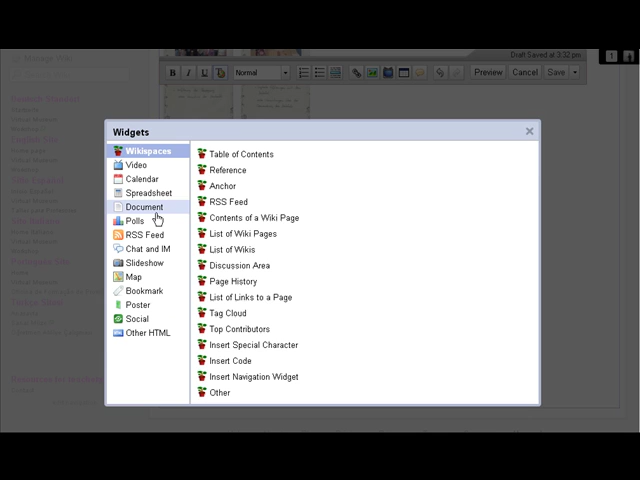 Manage Wiki
Draft Saved at 3:32 pm
B I U Normal Preview Cancel Save
Widgets
Wikispaces
Video
Calendar
Spreadsheet
Document
Polls
RSS Feed
Chat and IM
Slideshow
Map
Bookmark
Poster
Social
Other HTML
Table of Contents
Reference
Anchor
RSS Feed
Contents of a Wiki Page
List of Wiki Pages
List of Wikis
Discussion Area
Page History
List of Links to a Page
Tag Cloud
Top Contributors
Insert Special Character
Insert Code
Insert Navigation Widget
Other